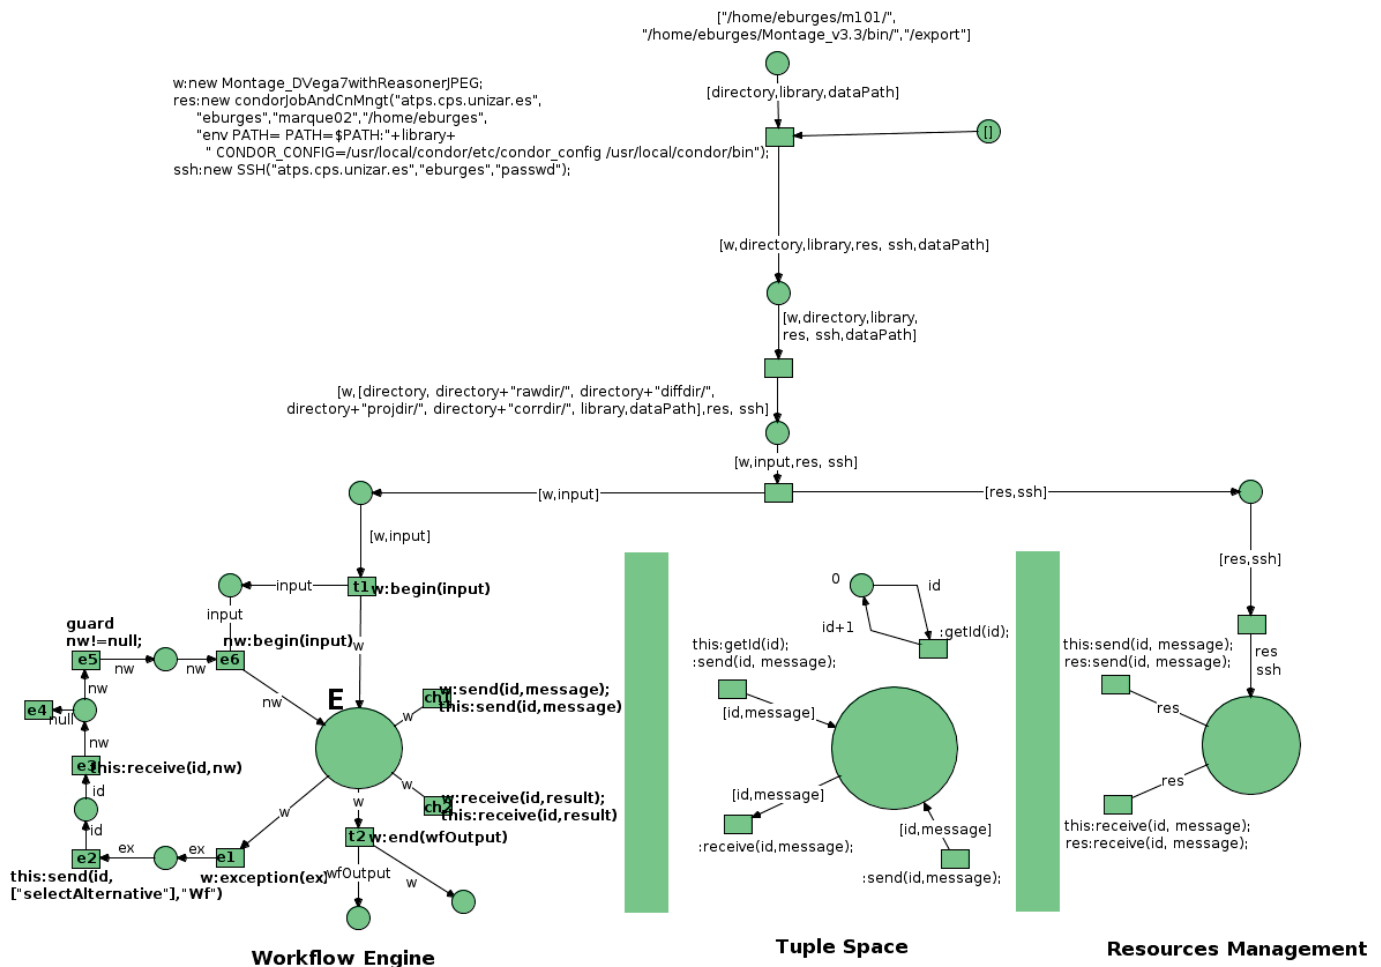 ["/home/eburges/m101/",
"/home/eburges/Montage_v3.3/bin/","/export"]
w:new Montage_DVega7withReasonerJPEG;
res:new condorJobAndCnMngt("atps.cps.unizar.es",
"eburges","marque02","/home/eburges",
"env PATH= PATH=$PATH:"+library+
" CONDOR_CONFIG=/usr/local/condor/etc/condor_config /usr/local/condor/bin");
ssh:new SSH("atps.cps.unizar.es","eburges","passwd");
[directory,library,dataPath]
[]
[w,directory,library,res, ssh,dataPath]
[w,directory,library,
res, ssh,dataPath]
[w,[directory, directory+"rawdir/", directory+"diffdir/",
directory+"projdir/", directory+"corrdir/", library,dataPath],res, ssh]
[w,input,res, ssh]
[w,input]
[res,ssh]
[w,input]
input
t1
w:begin(input)
input
guard
nw!=null;
nw:begin(input)
w
e5
nw
nw
e6
nw
nw
e4
null
nw
e3
this:receive(id,nw)
id
id
e2
ex
ex
e1
this:send(id,
["selectAlternative"],"Wf")
w:exception(ex)
w
E
w
ch1
w:send(id,message);
this:send(id,message)
w
ch2
w:receive(id,result);
this:receive(id,result)
w
t2
w:end(wfOutput)
wfOutput
w
Workflow Engine
0
id
id+1
:getId(id);
this:getId(id);
:send(id, message);
[id,message]
[id,message]
:receive(id,message);
[id,message]
:send(id,message);
Tuple Space
[res,ssh]
res
ssh
this:send(id, message);
res:send(id, message);
res
res
this:receive(id, message);
res:receive(id, message);
Resources Management